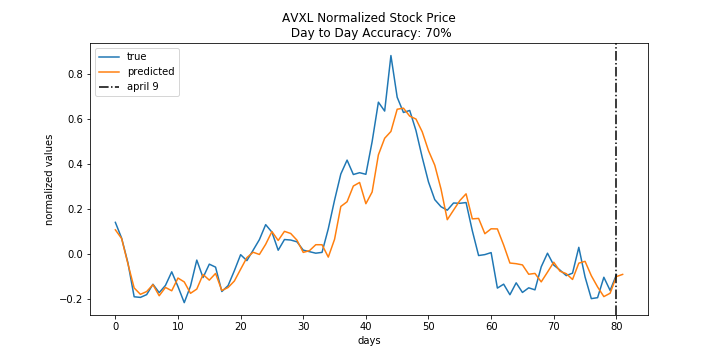 AVXL Normalized Stock Price
Day to Day Accuracy: 70%
true
predicted
april 9
normalized values
0.8
0.6
0.4
0.2
0.0
−0.2
0 10 20 30 40 50 60 70 80
days